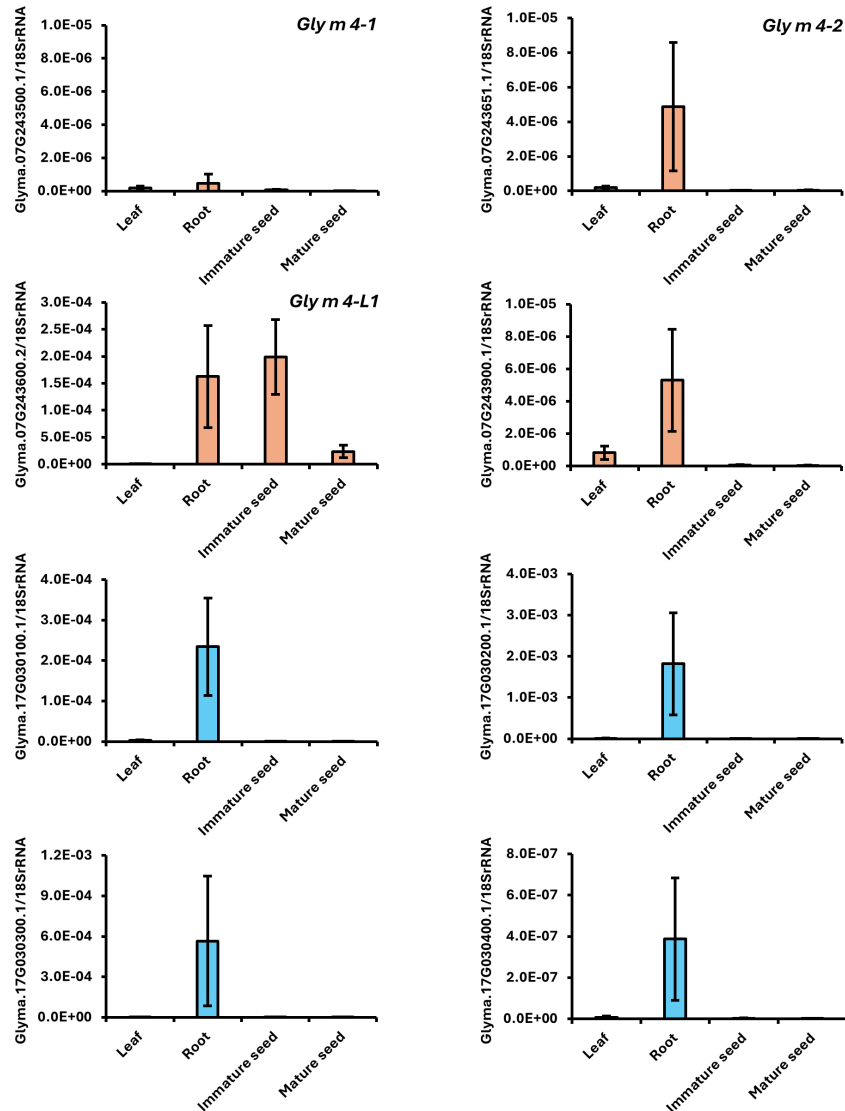 Gly m 4-1
Glyma.07G243500.1/18SrRNA
1.0E-05
8.0E-06
6.0E-06
4.0E-06
2.0E-06
0.0E+00
Leaf
Root
Immature seed
Mature seed
Gly m 4-2
Glyma.07G243651.1/18SrRNA
1.0E-05
8.0E-06
6.0E-06
4.0E-06
2.0E-06
0.0E+00
Leaf
Root
Immature seed
Mature seed
Gly m 4-L1
Glyma.07G243600.2/18SrRNA
3.0E-04
2.5E-04
2.0E-04
1.5E-04
1.0E-04
5.0E-05
0.0E+00
Leaf
Root
Immature seed
Mature seed
Glyma.07G243900.1/18SrRNA
1.0E-05
8.0E-06
6.0E-06
4.0E-06
2.0E-06
0.0E+00
Leaf
Root
Immature seed
Mature seed
Glyma.17G030100.1/18SrRNA
4.0E-04
3.0E-04
2.0E-04
1.0E-04
0.0E+00
Leaf
Root
Immature seed
Mature seed
Glyma.17G030200.1/18SrRNA
4.0E-03
3.0E-03
2.0E-03
1.0E-03
0.0E+00
Leaf
Root
Immature seed
Mature seed
Glyma.17G030300.1/18SrRNA
1.2E-03
9.0E-04
6.0E-04
3.0E-04
0.0E+00
Leaf
Root
Immature seed
Mature seed
Glyma.17G030400.1/18SrRNA
8.0E-07
6.0E-07
4.0E-07
2.0E-07
0.0E+00
Leaf
Root
Immature seed
Mature seed